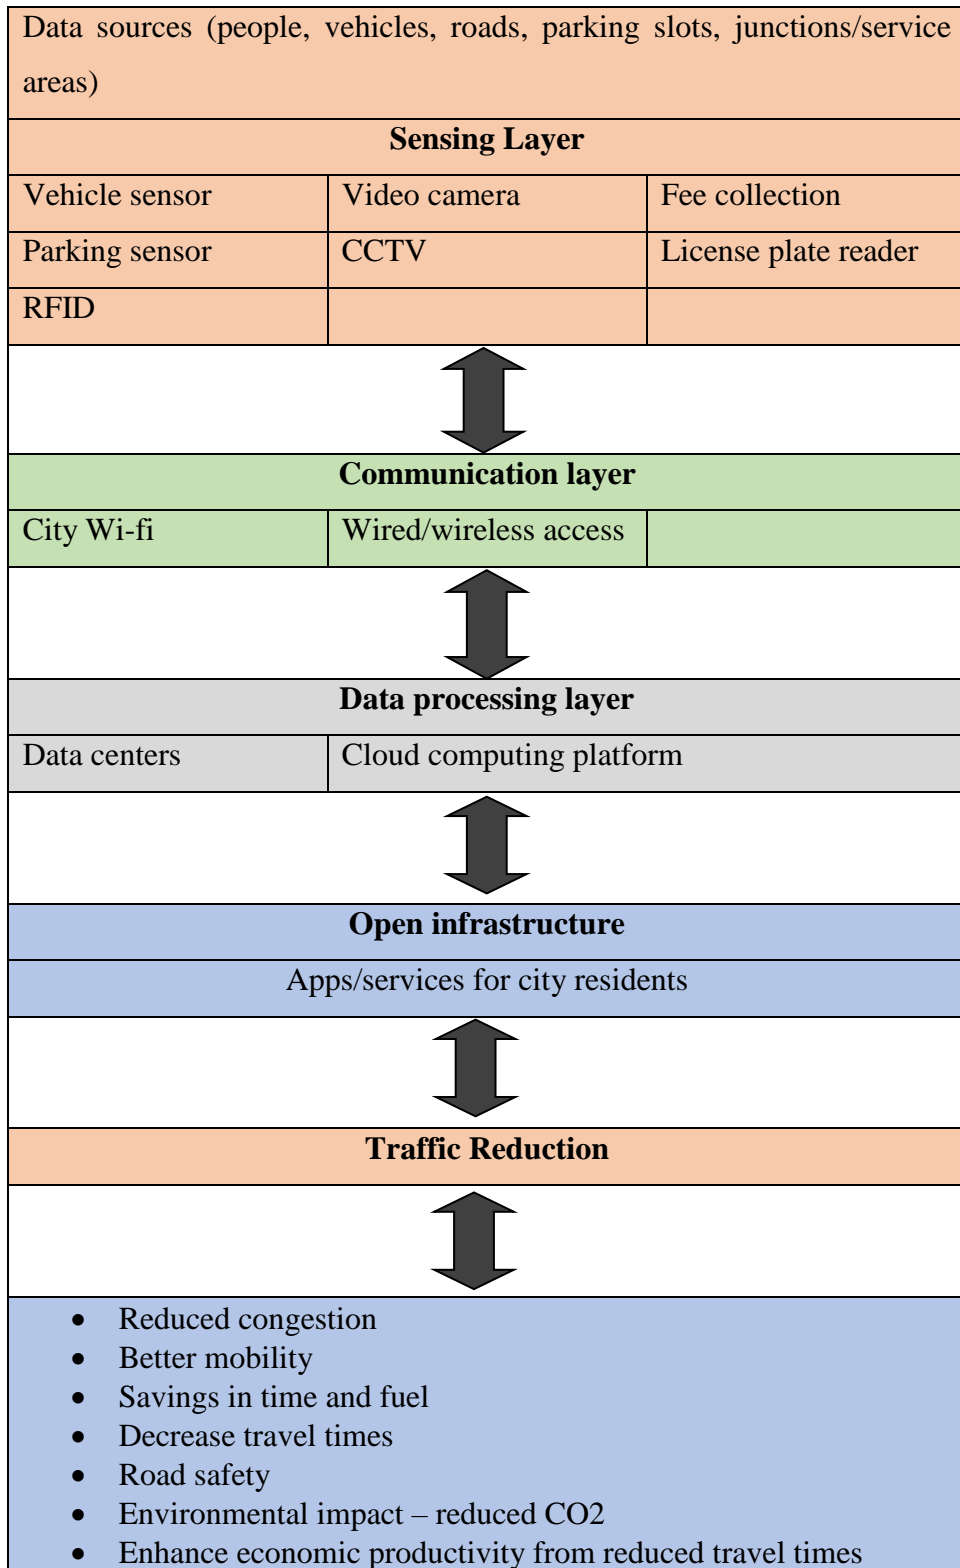 Data sources (people, vehicles, roads, parking slots, junctions/service
areas)
Sensing Layer
Vehicle sensor Video camera Fee collection
Parking sensor CCTV License plate reader
RFID
Communication layer
City Wi-fi Wired/wireless access
Data processing layer
Data centers Cloud computing platform
Open infrastructure
Apps/services for city residents
Traffic Reduction
• Reduced congestion
• Better mobility
• Savings in time and fuel
• Decrease travel times
• Road safety
• Environmental impact – reduced CO2
• Enhance economic productivity from reduced travel times